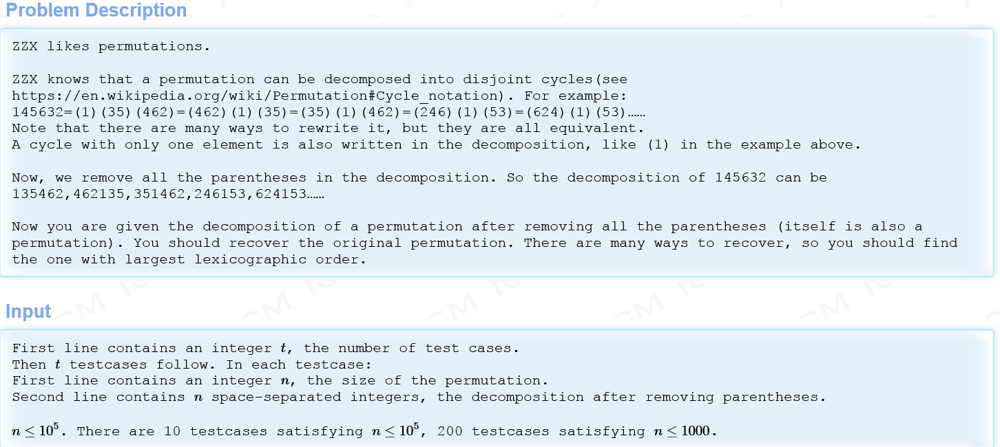 Problem Description
ZZX likes permutations.
ZZX knows that a permutation can be decomposed into disjoint cycles(see
https://en.wikipedia.org/wiki/Permutation#Cycle_notation). For example:
145632=(1)(35)(462)=(462)(1)(35)=(35)(1)(462)=(246)(1)(53)=(624)(1)(53)……
Note that there are many ways to rewrite it, but they are all equivalent.
A cycle with only one element is also written in the decomposition, like (1) in the example above.
Now, we remove all the parentheses in the decomposition. So the decomposition of 145632 can be
135462,462135,351462,246153,624153……
Now you are given the decomposition of a permutation after removing all the parentheses (itself is also a
permutation). You should recover the original permutation. There are many ways to recover, so you should find
the one with largest lexicographic order.
Input
First line contains an integer t, the number of test cases.
Then t testcases follow. In each testcase:
First line contains an integer n, the size of the permutation.
Second line contains n space-separated integers, the decomposition after removing parentheses.
n ≤ 10⁵. There are 10 testcases satisfying n ≤ 10⁵, 200 testcases satisfying n ≤ 1000.